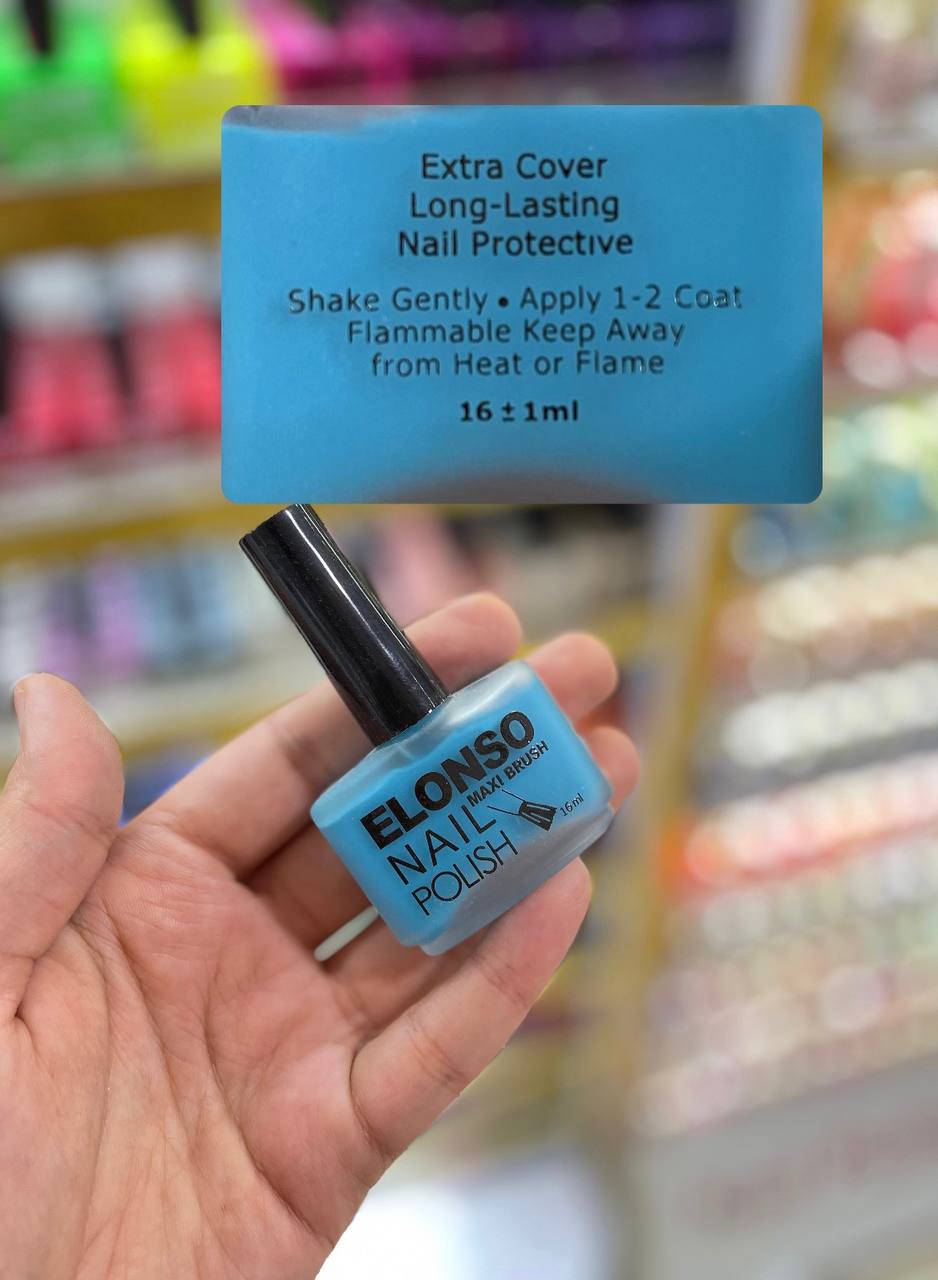 Extra Cover
Long-Lasting
Nail Protective
Shake Gently • Apply 1-2 Coat
Flammable Keep Away
from Heat or Flame
16 ± 1ml
ELONSO
MAXI BRUSH
NAIL
16ml
POLISH